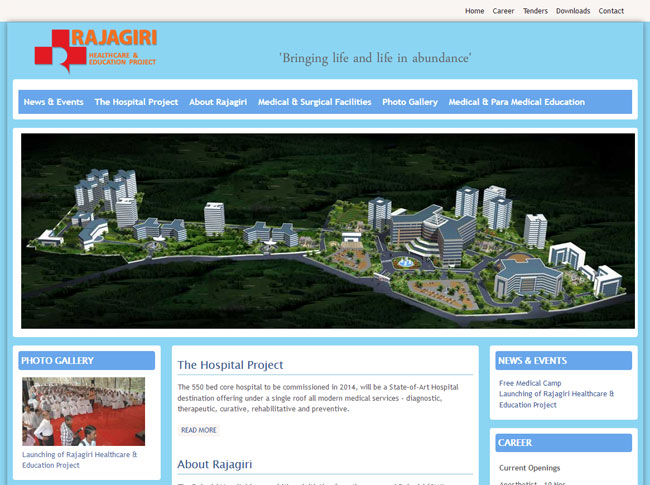 Home Career Tenders Downloads Contact
RAJAGIRI
HEALTHCARE &
EDUCATION PROJECT
'Bringing life and life in abundance'
News & Events The Hospital Project About Rajagiri Medical & Surgical Facilities Photo Gallery Medical & Para Medical Education
PHOTO GALLERY
Launching of Rajagiri Healthcare &
Education Project
The Hospital Project
The 550 bed core hospital to be commissioned in 2014, will be a State-of-Art Hospital
destination offering under a single roof all modern medical services - diagnostic,
therapeutic, curative, rehabilitative and preventive.
READ MORE
About Rajagiri
NEWS & EVENTS
Free Medical Camp
Launching of Rajagiri Healthcare &
Education Project
CAREER
Current Openings